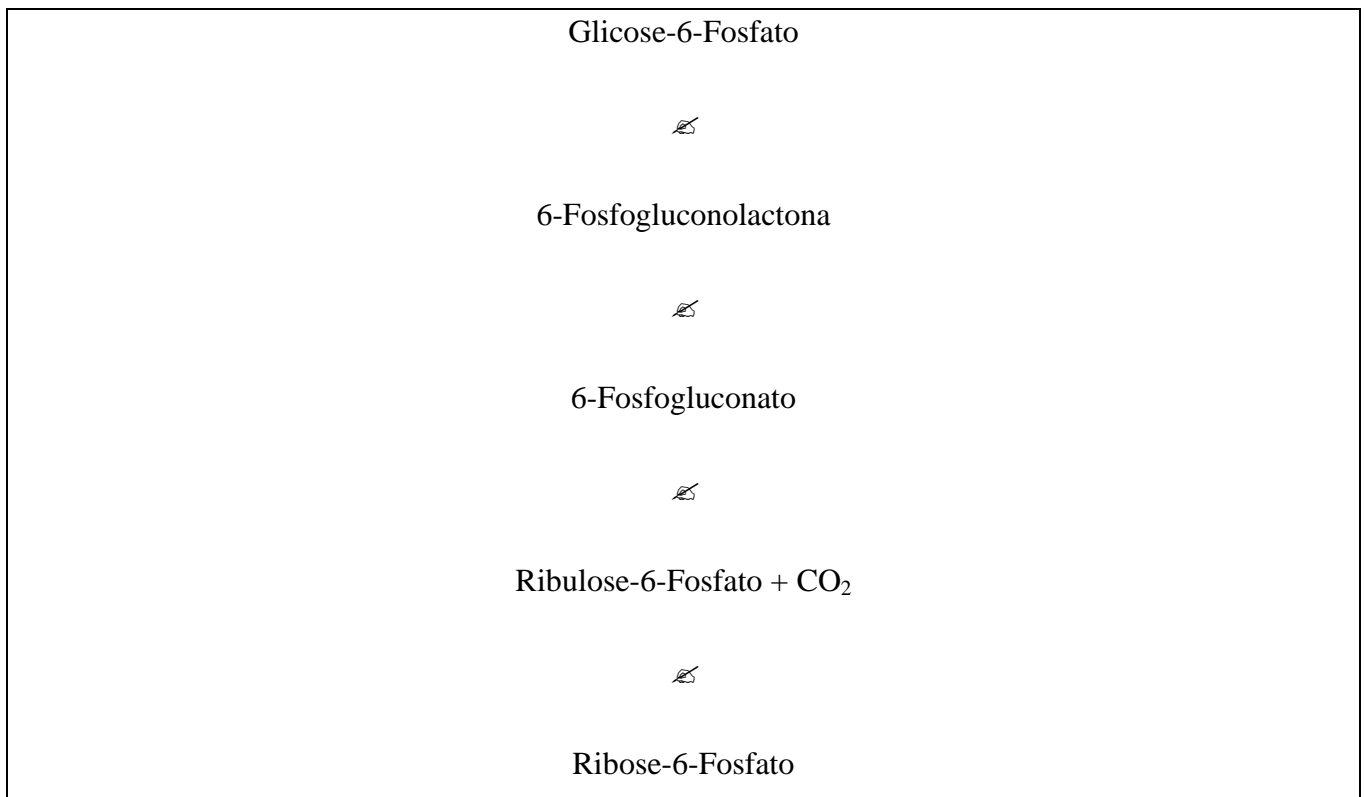 Glicose-6-Fosfato
✍
6-Fosfogluconolactona
✍
6-Fosfogluconato
✍
Ribulose-6-Fosfato + CO₂
✍
Ribose-6-Fosfato